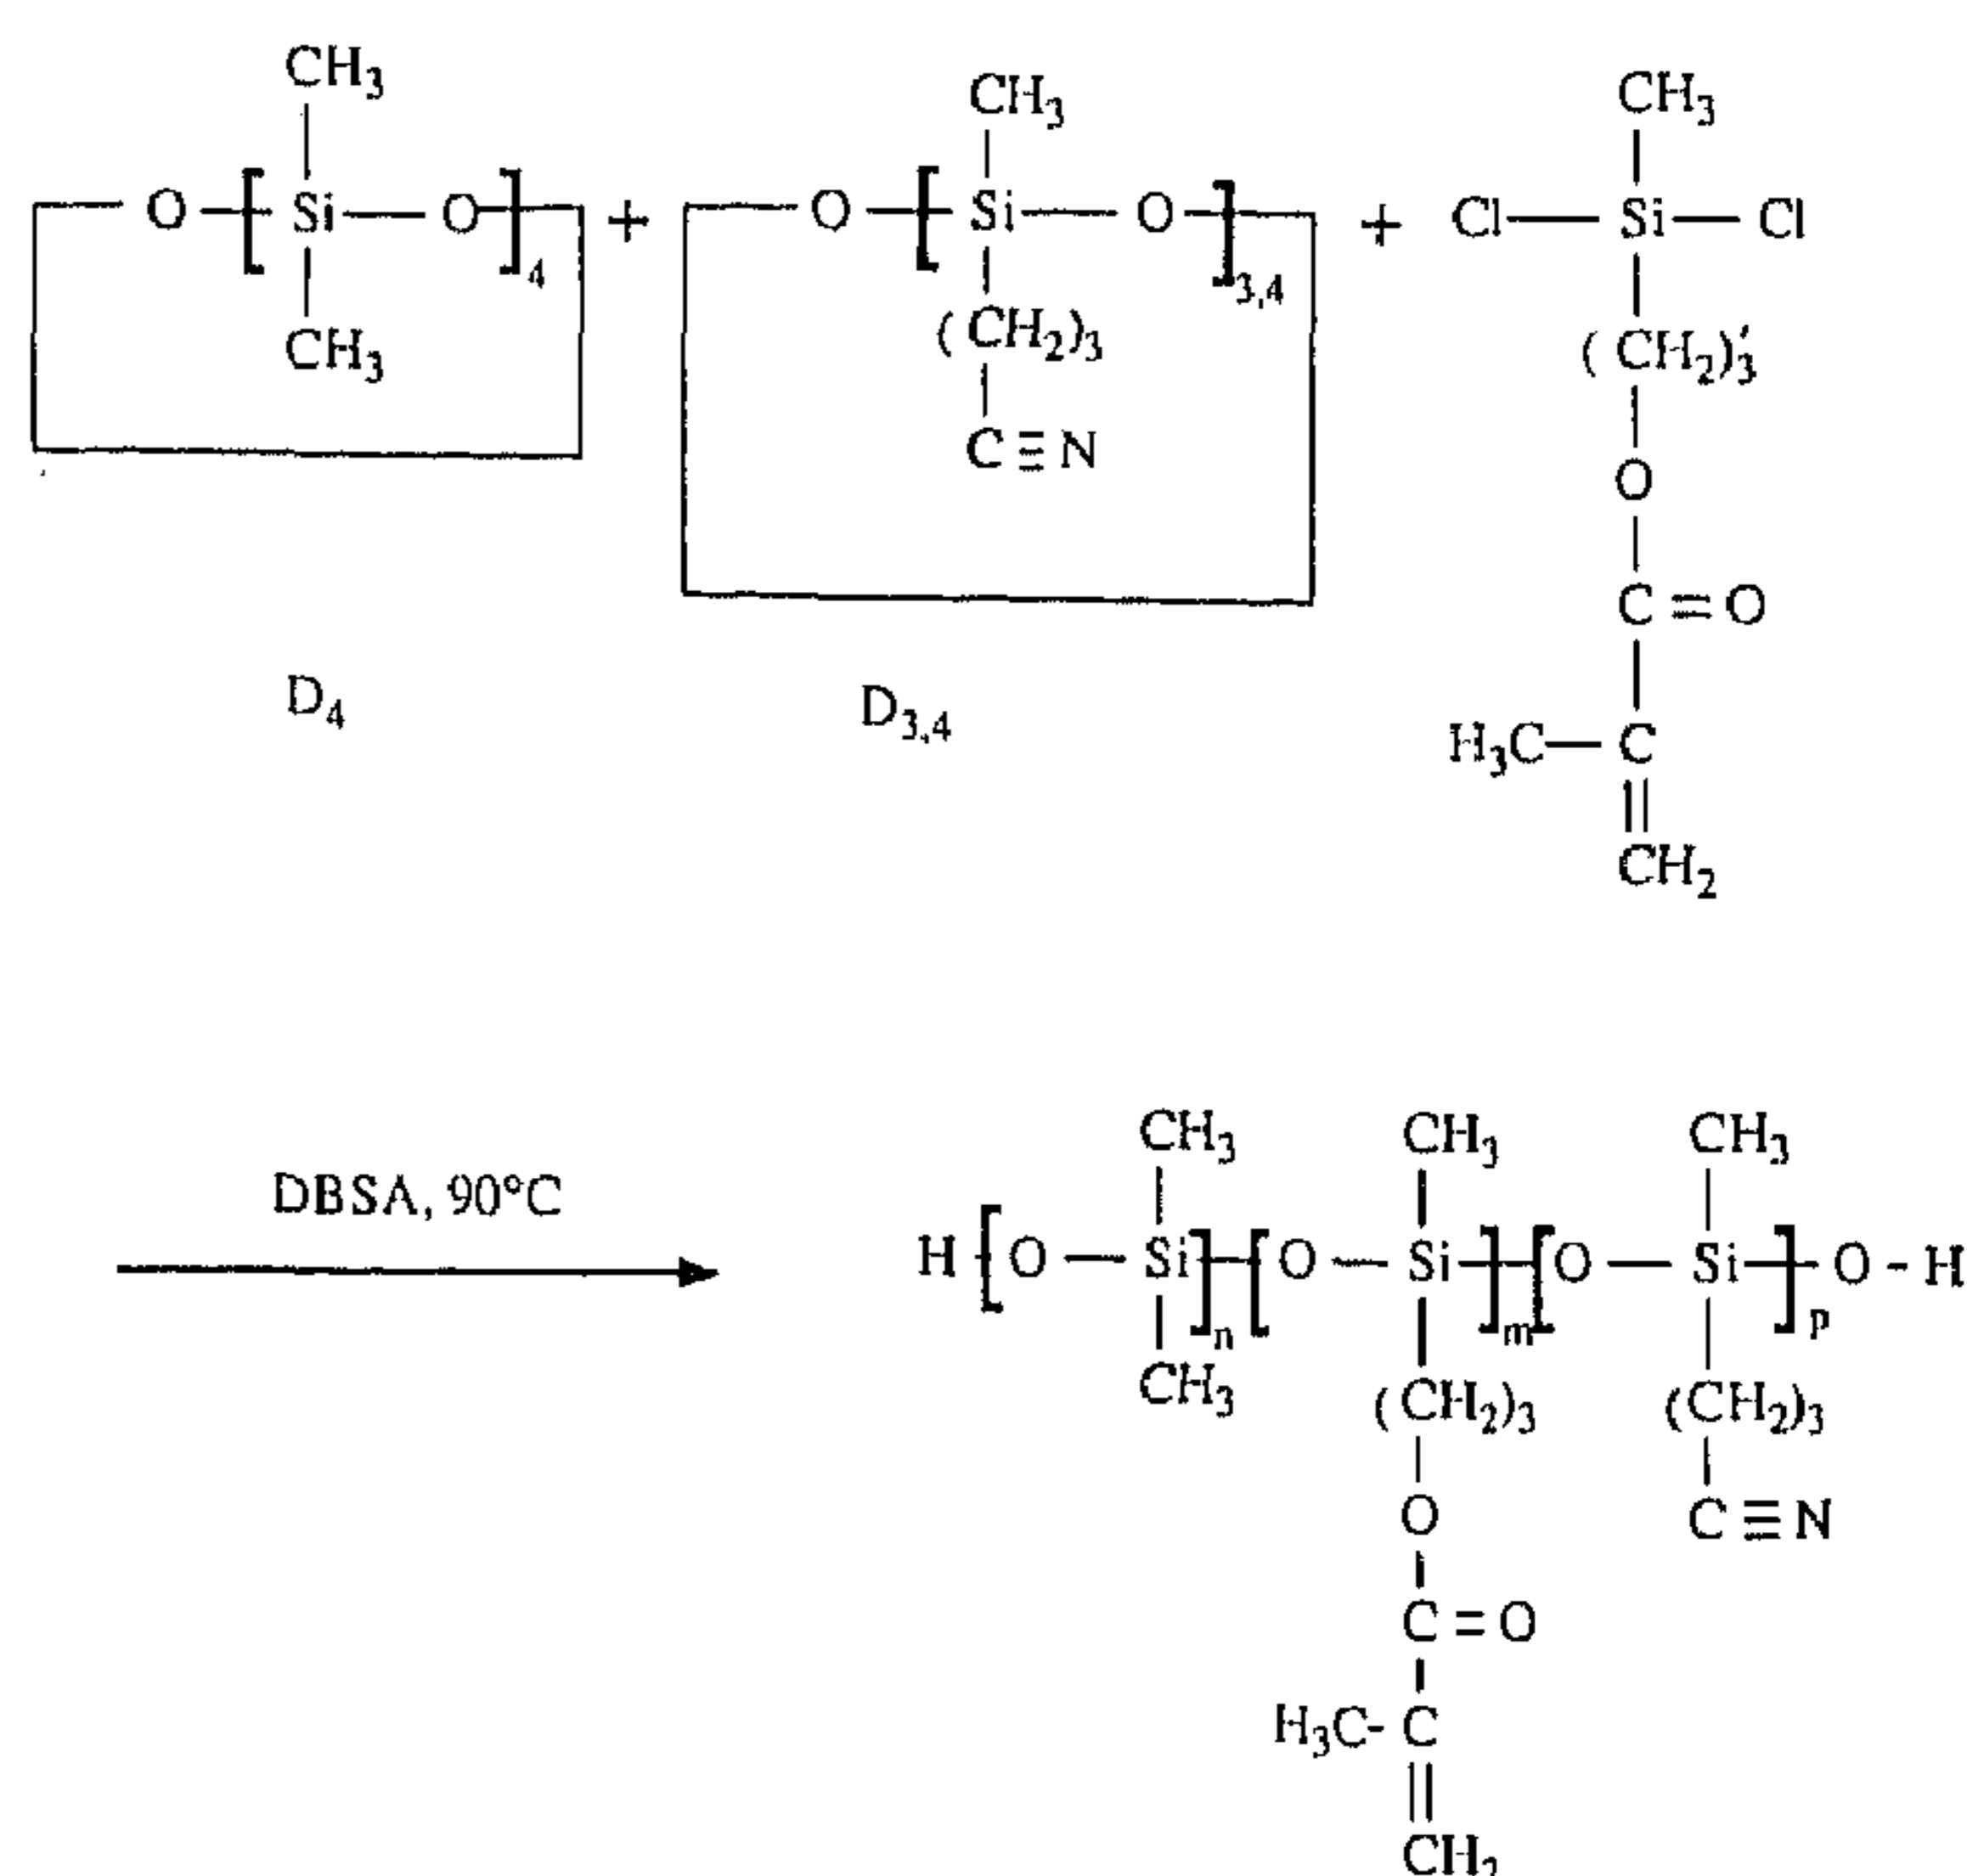 CH3 CH3 CH3
O [ Si O ]4 + O [ Si O ]3,4 + Cl Si Cl
CH3 (CH2)3 (CH2)3'
C≡N
O
C=O
D4 D3,4
H3C—C
CH2
CH3 CH3 CH3
DBSA, 90°C
H [ O — Si ]n [ O — Si ]m [ O — Si ]p O - H
CH3 (CH2)3 (CH2)3
O C≡N
C=O
H3C- C
CH2